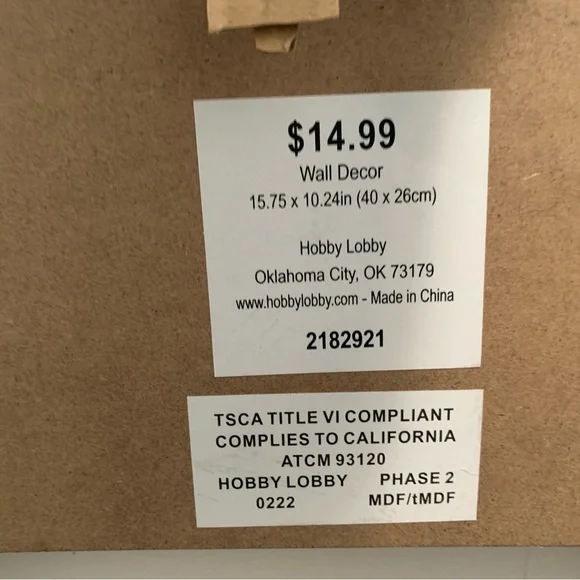 $14.99
Wall Decor
15.75 x 10.24in (40 x 26cm)
Hobby Lobby
Oklahoma City, OK 73179
www.hobbylobby.com - Made in China
2182921
TSCA TITLE VI COMPLIANT
COMPLIES TO CALIFORNIA
ATCM 93120
HOBBY LOBBY PHASE 2
0222 MDF/tMDF